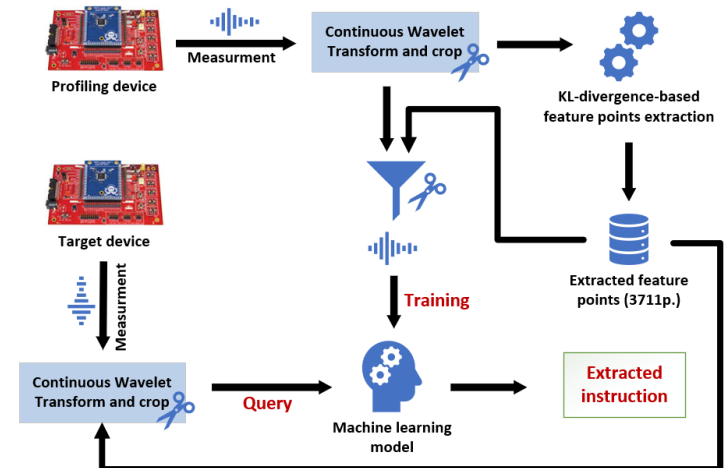 Continuous Wavelet
Transform and crop
Measurment
Profiling device
KL-divergence-based
feature points extraction
Target device
Extracted feature
points (3711p.)
Measurment
Training
Continuous Wavelet
Transform and crop
Query
Machine learning
model
Extracted
instruction